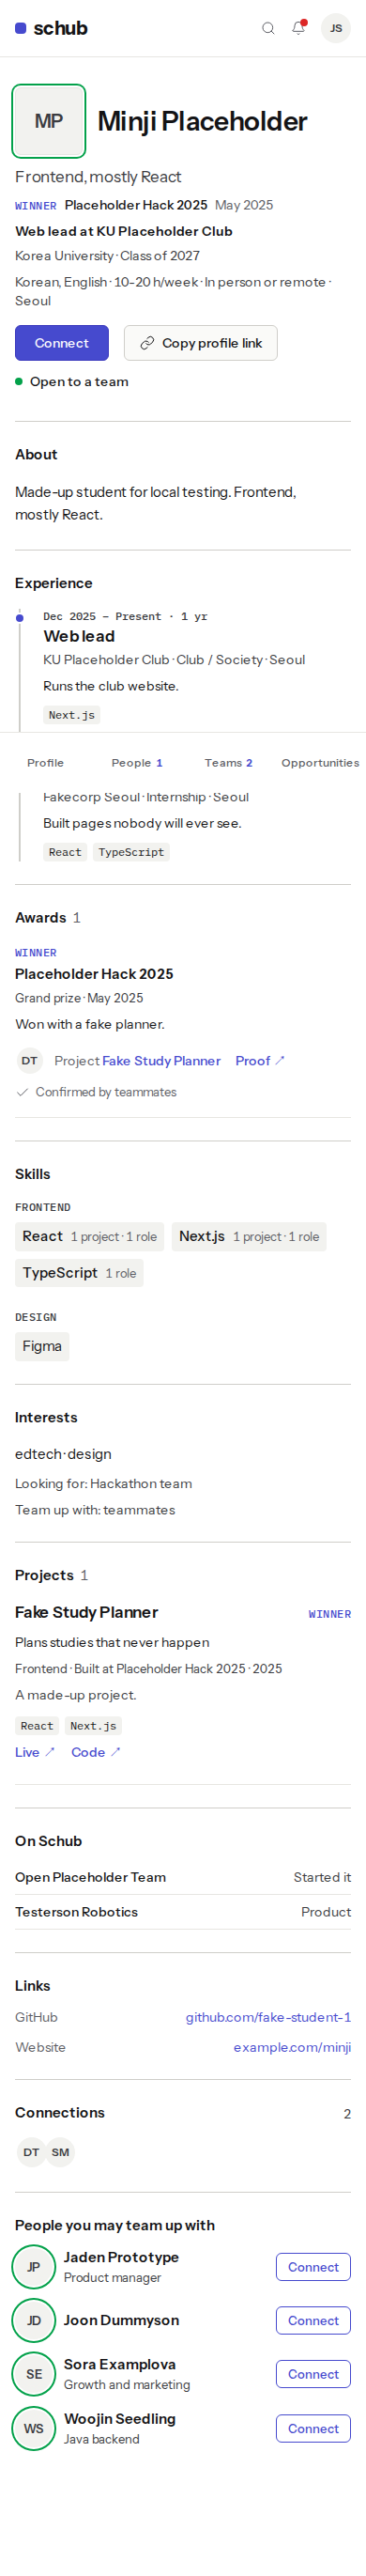 schub
JS
MP
Minji Placeholder
Frontend, mostly React
WINNER Placeholder Hack 2025 May 2025
Web lead at KU Placeholder Club
Korea University · Class of 2027
Korean, English · 10-20 h/week · In person or remote ·
Seoul
Connect
Copy profile link
Open to a team
About
Made-up student for local testing. Frontend,
mostly React.
Experience
Dec 2025 – Present · 1 yr
Web lead
KU Placeholder Club · Club / Society · Seoul
Runs the club website.
Next.js
Profile
People 1
Teams 2
Opportunities
Fakecorp Seoul · Internship · Seoul
Built pages nobody will ever see.
React TypeScript
Awards 1
WINNER
Placeholder Hack 2025
Grand prize · May 2025
Won with a fake planner.
DT Project Fake Study Planner Proof ↗
Confirmed by teammates
Skills
FRONTEND
React 1 project · 1 role Next.js 1 project · 1 role
TypeScript 1 role
DESIGN
Figma
Interests
edtech · design
Looking for: Hackathon team
Team up with: teammates
Projects 1
Fake Study Planner WINNER
Plans studies that never happen
Frontend · Built at Placeholder Hack 2025 · 2025
A made-up project.
React Next.js
Live ↗ Code ↗
On Schub
Open Placeholder Team Started it
Testerson Robotics Product
Links
GitHub github.com/fake-student-1
Website example.com/minji
Connections 2
DT SM
People you may team up with
JP Jaden Prototype
Product manager
Connect
JD Joon Dummyson
Connect
SE Sora Examplova
Growth and marketing
Connect
WS Woojin Seedling
Java backend
Connect